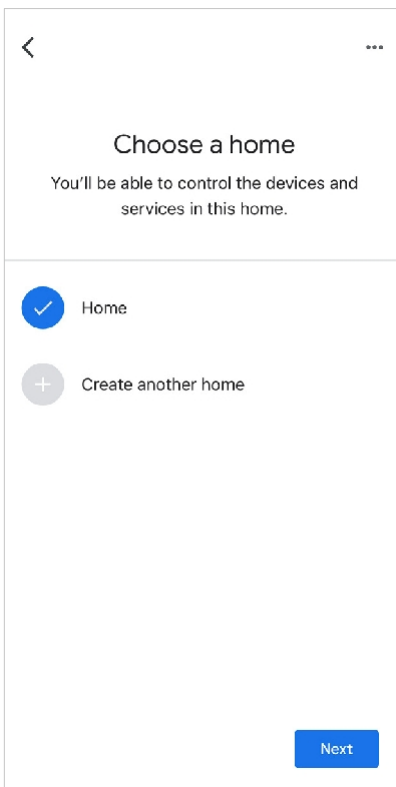 Choose a home
You'll be able to control the devices and
services in this home.
Home
Create another home
Next